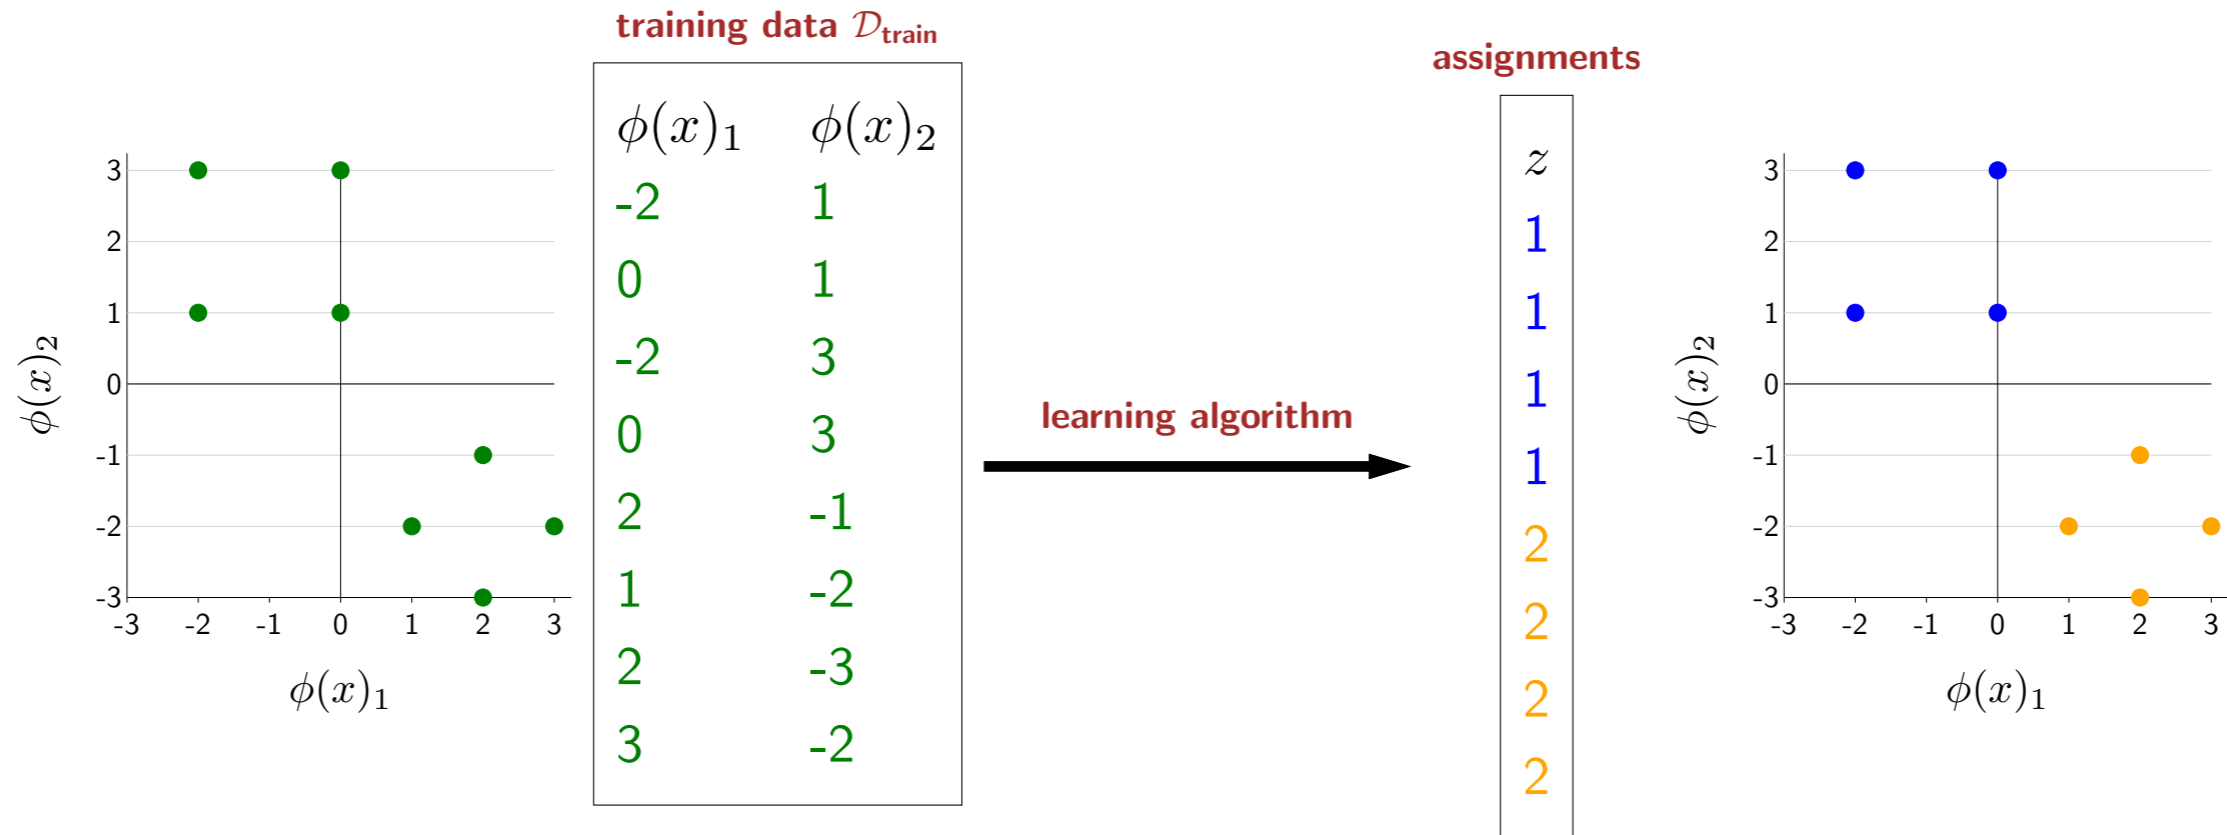 training data 𝒟train
ϕ(x)1 ϕ(x)2
-2 1
0 1
-2 3
0 3
2 -1
1 -2
2 -3
3 -2
3
2
1
0
-1
-2
-3
-3 -2 -1 0 1 2 3
ϕ(x)2
ϕ(x)1
learning algorithm
assignments
z
1
1
1
1
2
2
2
2
3
2
1
0
-1
-2
-3
-3 -2 -1 0 1 2 3
ϕ(x)2
ϕ(x)1